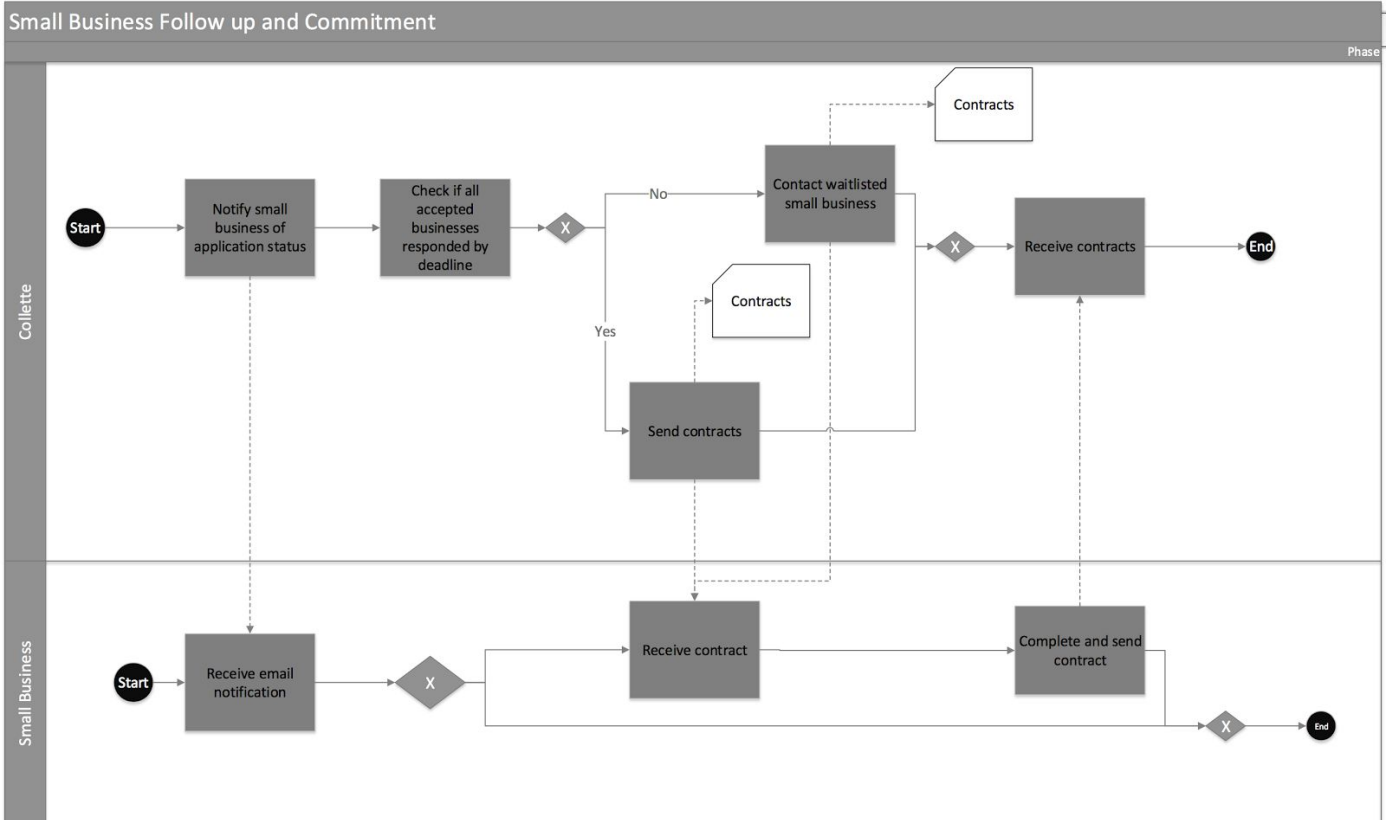 Small Business Follow up and Commitment
Phase
Collette
Start
Notify small
business of
application status
Check if all
accepted
businesses
responded by
deadline
X
No
Yes
Contact waitlisted
small business
Contracts
Send contracts
Contracts
X
Receive contracts
End
Small Business
Start
Receive email
notification
X
Receive contract
Complete and send
contract
X
End